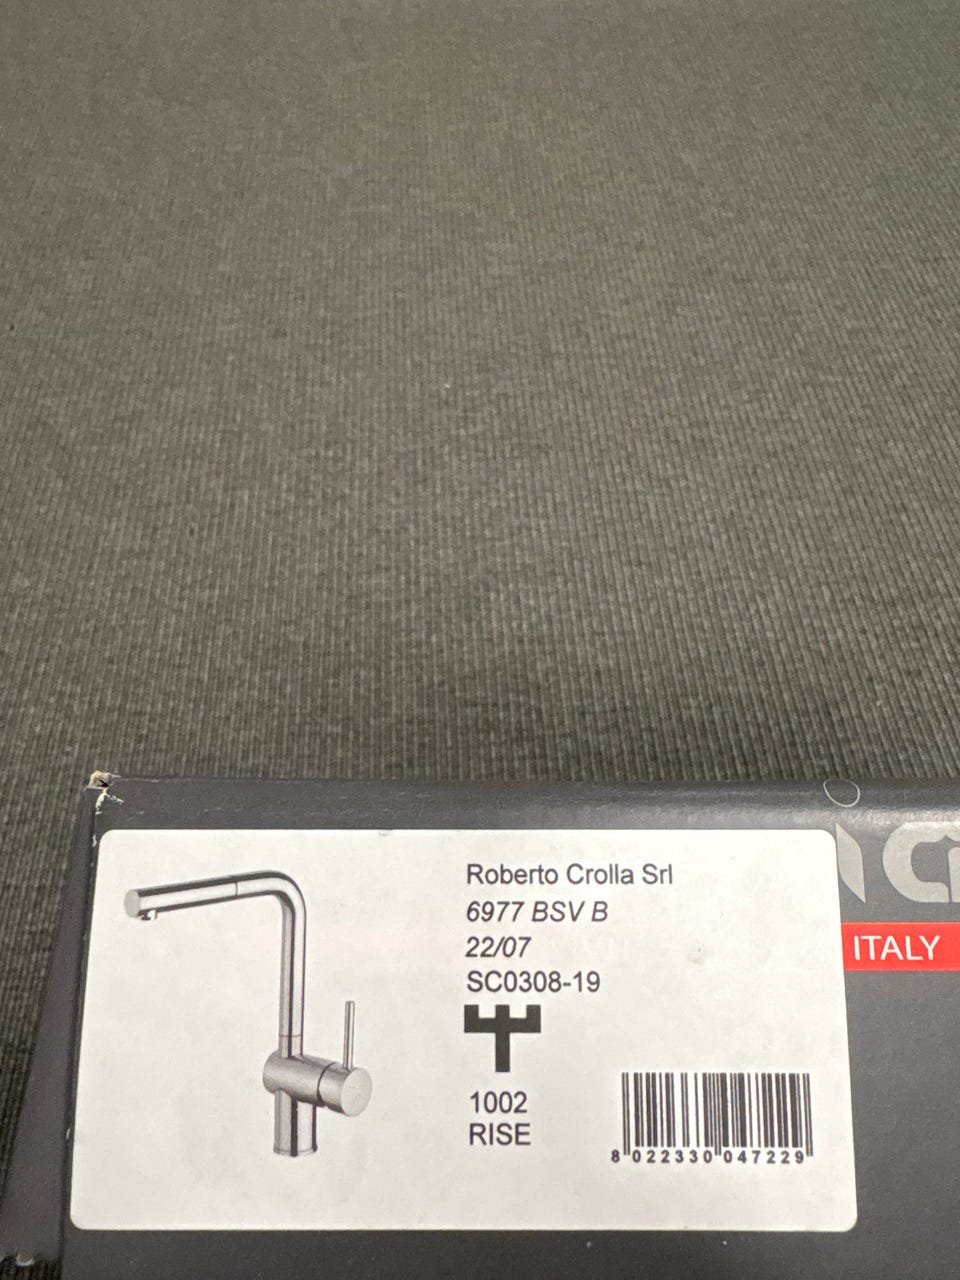 Roberto Crolla Srl
6977 BSV B
22/07
SC0308-19
1002
RISE
8 022330 047229
ITALY